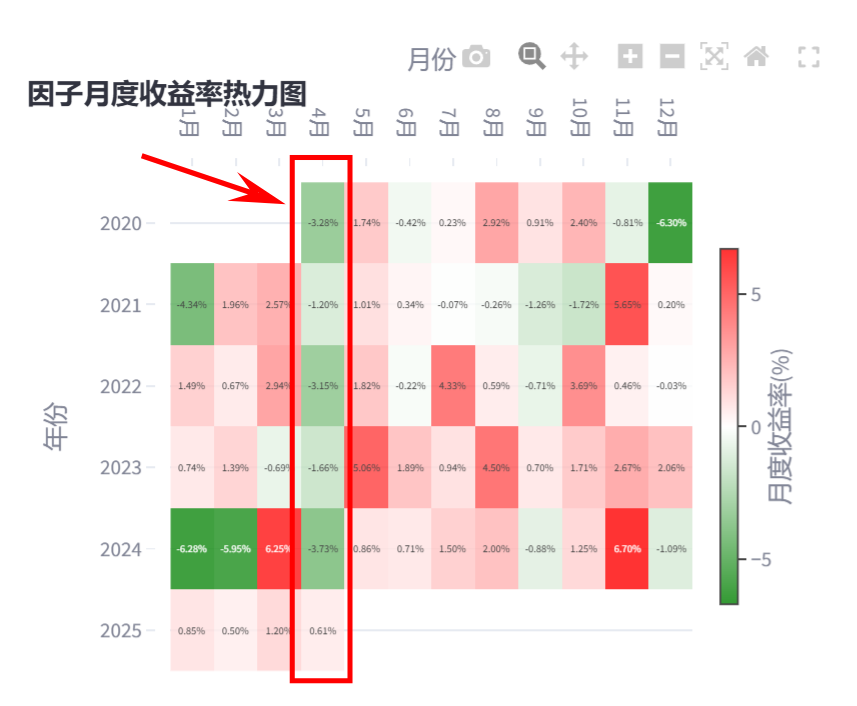 月份
因子月度收益率热力图
1月 2月 3月 4月 5月 6月 7月 8月 9月 10月 11月 12月
2020 -3.28% 1.74% -0.42% 0.23% 2.92% 0.91% 2.40% -0.81% -6.30%
2021 -4.34% 1.96% 2.57% -1.20% 1.01% 0.34% -0.07% -0.26% -1.26% -1.72% 5.65% 0.20%
2022 1.49% 0.67% 2.94% -3.15% 1.82% -0.22% 4.33% 0.59% -0.71% 3.69% 0.46% -0.03%
2023 0.74% 1.39% -0.69% -1.66% 5.06% 1.89% 0.94% 4.50% 0.70% 1.71% 2.67% 2.06%
2024 -6.28% -5.95% 6.25% -3.73% 0.86% 0.71% 1.50% 2.00% -0.88% 1.25% 6.70% -1.09%
2025 0.85% 0.50% 1.20% 0.61%
年份
5
0
−5
月度收益率(%)